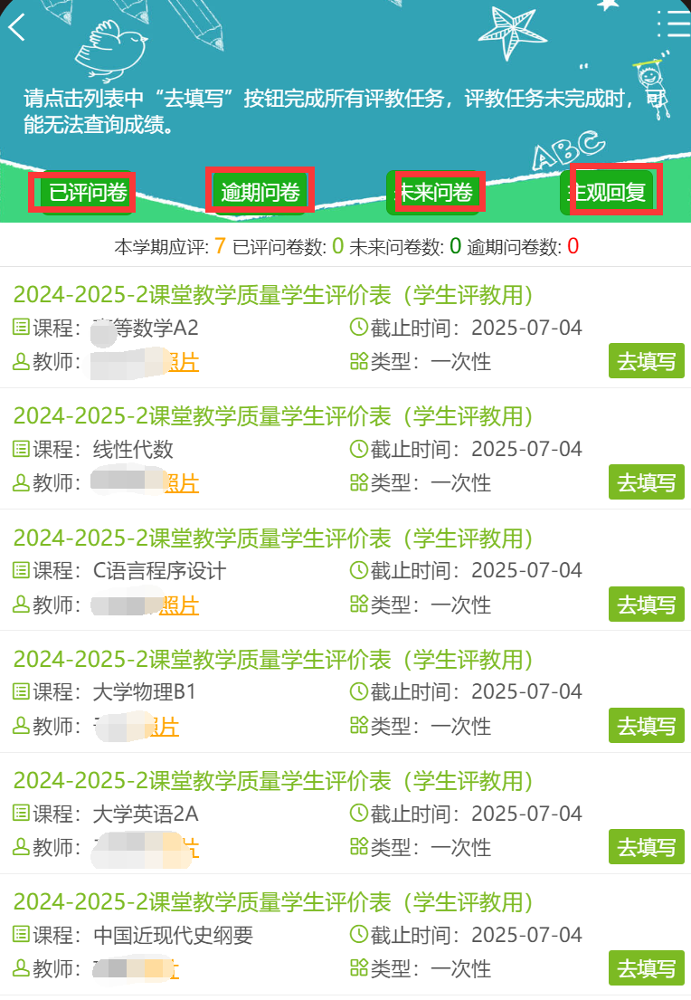 请点击列表中“去填写”按钮完成所有评教任务，评教任务未完成时，可
能无法查询成绩。
ABC
已评问卷 逾期问卷 未来问卷 主观回复
本学期应评: 7 已评问卷数: 0 未来问卷数: 0 逾期问卷数: 0
2024-2025-2课堂教学质量学生评价表（学生评教用）
课程：高等数学A2 截止时间：2025-07-04
教师： 照片 类型：一次性 去填写
2024-2025-2课堂教学质量学生评价表（学生评教用）
课程：线性代数 截止时间：2025-07-04
教师： 照片 类型：一次性 去填写
2024-2025-2课堂教学质量学生评价表（学生评教用）
课程：C语言程序设计 截止时间：2025-07-04
教师： 照片 类型：一次性 去填写
2024-2025-2课堂教学质量学生评价表（学生评教用）
课程：大学物理B1 截止时间：2025-07-04
教师： 照片 类型：一次性 去填写
2024-2025-2课堂教学质量学生评价表（学生评教用）
课程：大学英语2A 截止时间：2025-07-04
教师： 片 类型：一次性 去填写
2024-2025-2课堂教学质量学生评价表（学生评教用）
课程：中国近现代史纲要 截止时间：2025-07-04
教师： 类型：一次性 去填写